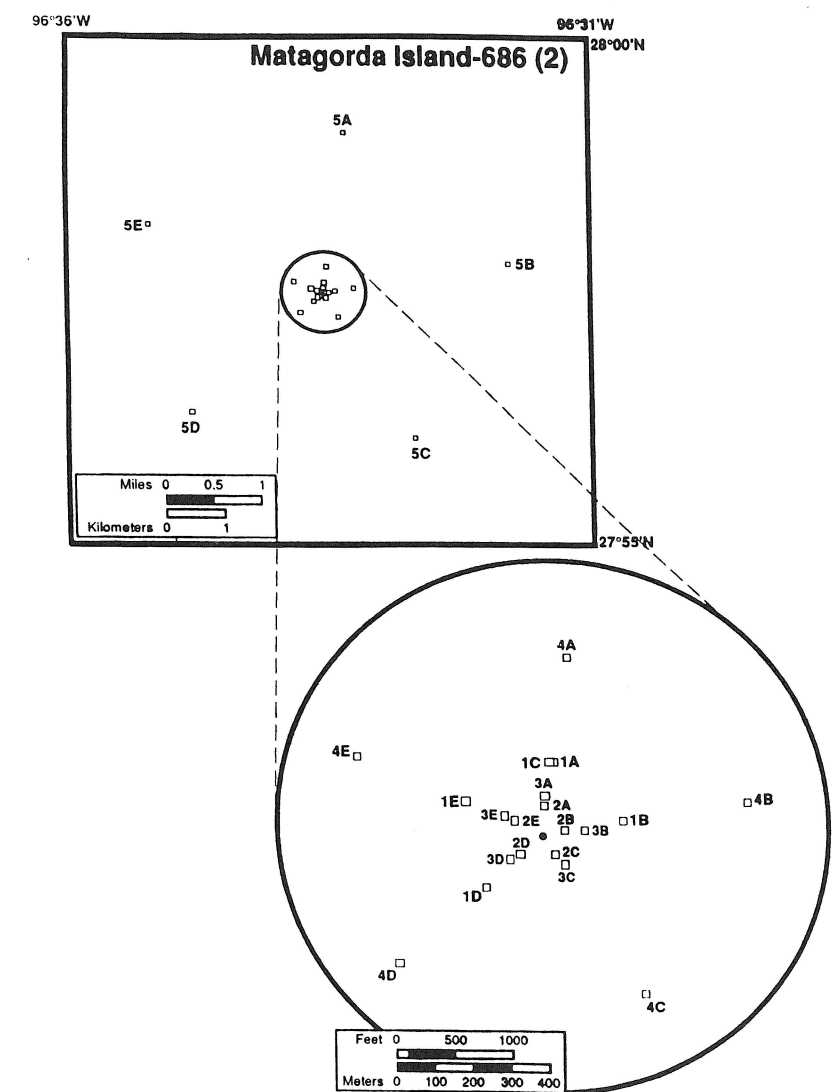 96°36'W
96°31'W
28°00'N
Matagorda Island-686 (2)
5A
5E
5B
5D
5C
Miles 0 0.5 1
Kilometers 0 1
27°55'N
4A
4E
1C 1A
3A
2A
1E
3E
2E
2B
3B
1B
4B
2D
3D
2C
3C
1D
4D
4C
Feet 0 500 1000
Meters 0 100 200 300 400